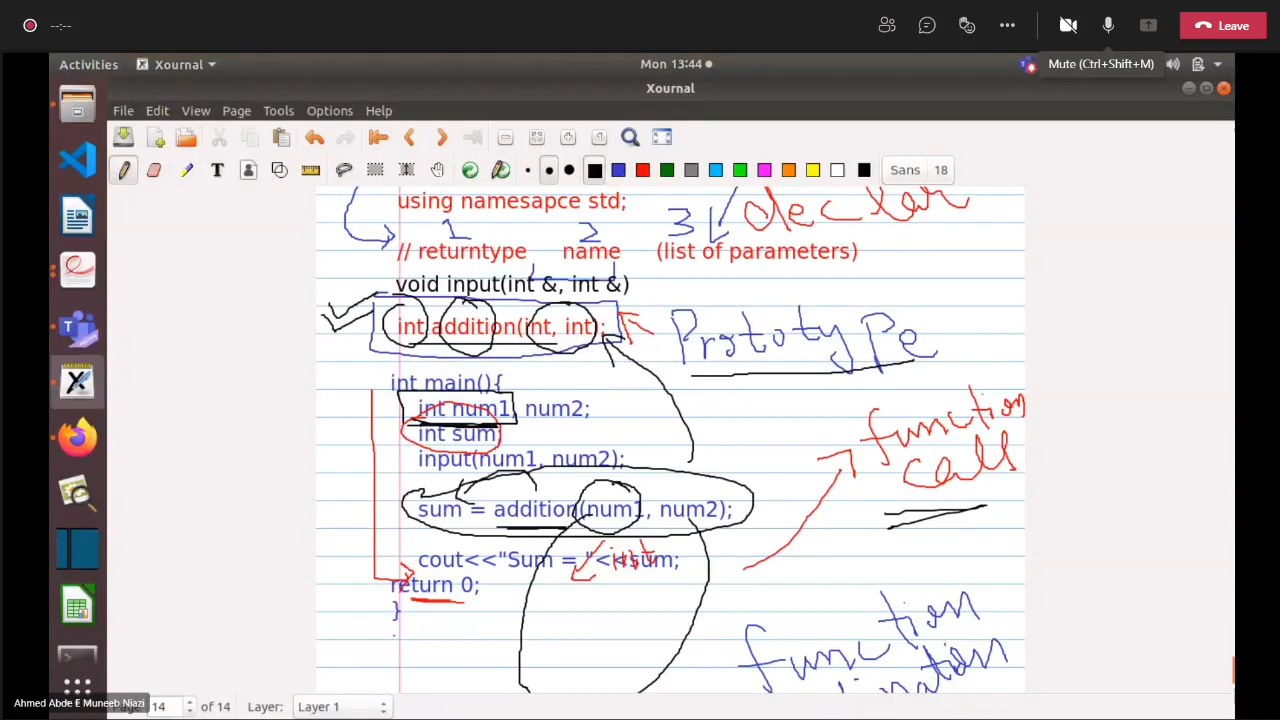 --:--
Leave
Activities Xournal Mon 13:44
Mute (Ctrl+Shift+M)
Xournal
File Edit View Page Tools Options Help
Sans 18
using namesapce std;
declar
1 2 3
// returntype name (list of parameters)
void input(int &, int &)
int addition(int, int);
Prototype
int main(){
int num1, num2;
function
int sum
call
input(num1, num2);
sum = addition(num1, num2);
cout<<"Sum = "<<sum;
int
return 0;
}
function
Ahmed Abde E Muneeb Niazi
Page 14 of 14 Layer: Layer 1